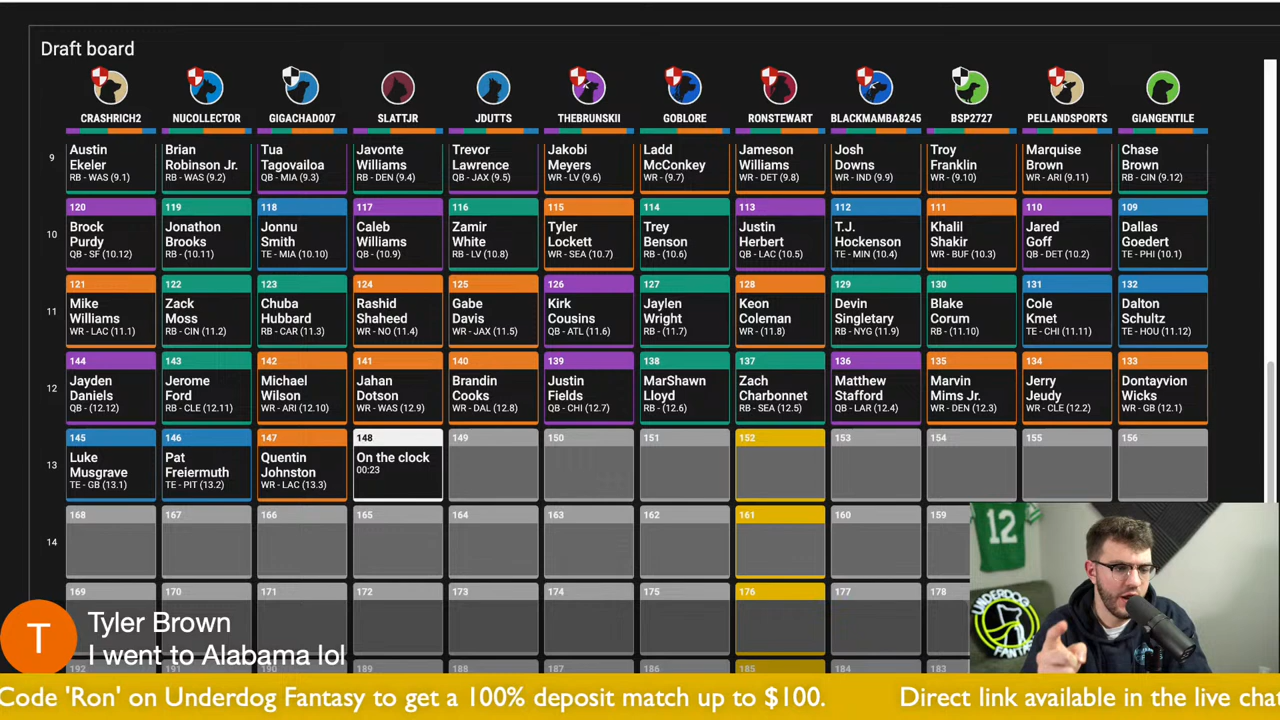 Draft board
CRASHRICH2 NUCOLLECTOR GIGACHAD007 SLATTJR JDUTTS THEBRUNSKII GOBLORE RONSTEWART BLACKMAMBA8245 BSP2727 PELLANDSPORTS GIANGENTILE
9
Austin Ekeler RB - WAS (9.1)
Brian Robinson Jr. RB - WAS (9.2)
Tua Tagovailoa QB - MIA (9.3)
Javonte Williams RB - DEN (9.4)
Trevor Lawrence QB - JAX (9.5)
Jakobi Meyers WR - LV (9.6)
Ladd McConkey WR - (9.7)
Jameson Williams WR - DET (9.8)
Josh Downs WR - IND (9.9)
Troy Franklin WR - (9.10)
Marquise Brown WR - ARI (9.11)
Chase Brown RB - CIN (9.12)
10
120 Brock Purdy QB - SF (10.12)
119 Jonathon Brooks RB - (10.11)
118 Jonnu Smith TE - MIA (10.10)
117 Caleb Williams QB - (10.9)
116 Zamir White RB - LV (10.8)
115 Tyler Lockett WR - SEA (10.7)
114 Trey Benson RB - (10.6)
113 Justin Herbert QB - LAC (10.5)
112 T.J. Hockenson TE - MIN (10.4)
111 Khalil Shakir WR - BUF (10.3)
110 Jared Goff QB - DET (10.2)
109 Dallas Goedert TE - PHI (10.1)
11
121 Mike Williams WR - LAC (11.1)
122 Zack Moss RB - CIN (11.2)
123 Chuba Hubbard RB - CAR (11.3)
124 Rashid Shaheed WR - NO (11.4)
125 Gabe Davis WR - JAX (11.5)
126 Kirk Cousins QB - ATL (11.6)
127 Jaylen Wright RB - (11.7)
128 Keon Coleman WR - (11.8)
129 Devin Singletary RB - NYG (11.9)
130 Blake Corum RB - (11.10)
131 Cole Kmet TE - CHI (11.11)
132 Dalton Schultz TE - HOU (11.12)
12
144 Jayden Daniels QB - (12.12)
143 Jerome Ford RB - CLE (12.11)
142 Michael Wilson WR - ARI (12.10)
141 Jahan Dotson WR - WAS (12.9)
140 Brandin Cooks WR - DAL (12.8)
139 Justin Fields QB - CHI (12.7)
138 MarShawn Lloyd RB - (12.6)
137 Zach Charbonnet RB - SEA (12.5)
136 Matthew Stafford QB - LAR (12.4)
135 Marvin Mims Jr. WR - DEN (12.3)
134 Jerry Jeudy WR - CLE (12.2)
133 Dontayvion Wicks WR - GB (12.1)
13
145 Luke Musgrave TE - GB (13.1)
146 Pat Freiermuth TE - PIT (13.2)
147 Quentin Johnston WR - LAC (13.3)
148 On the clock 00:23
149 150 151 152 153 154 155 156
14
168 167 166 165 164 163 162 161 160 159
169 170 171 172 173 174 175 176 177 178
192 191 190 189 188 187 186 185 184 183
12
UNDERDOG
FANTASY
T
Tyler Brown
I went to Alabama lol
Code 'Ron' on Underdog Fantasy to get a 100% deposit match up to $100. Direct link available in the live chat